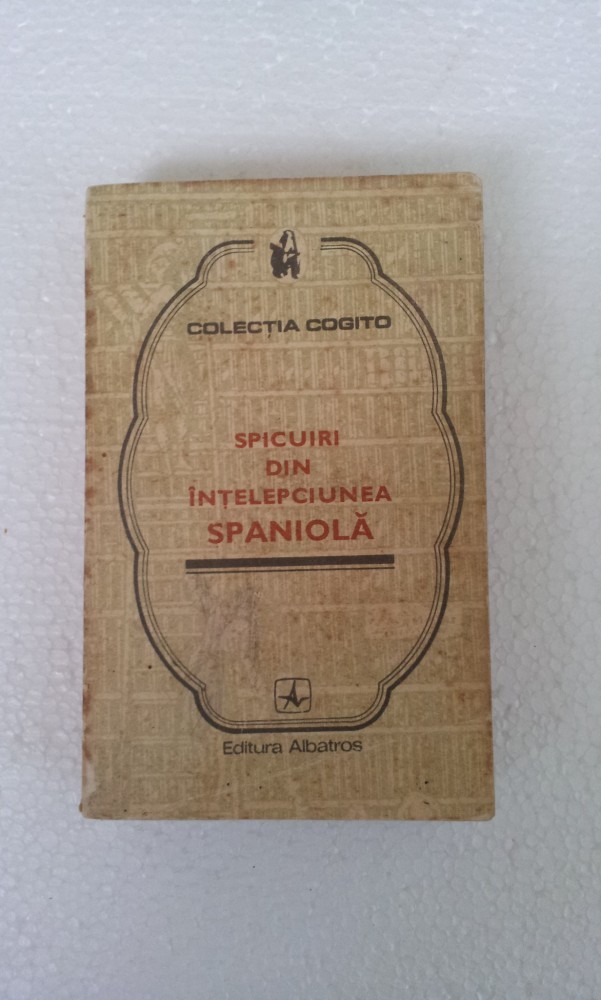 COLECȚIA COGITO
SPICUIRI
DIN
ÎNȚELEPCIUNEA
SPANIOLĂ
Editura Albatros